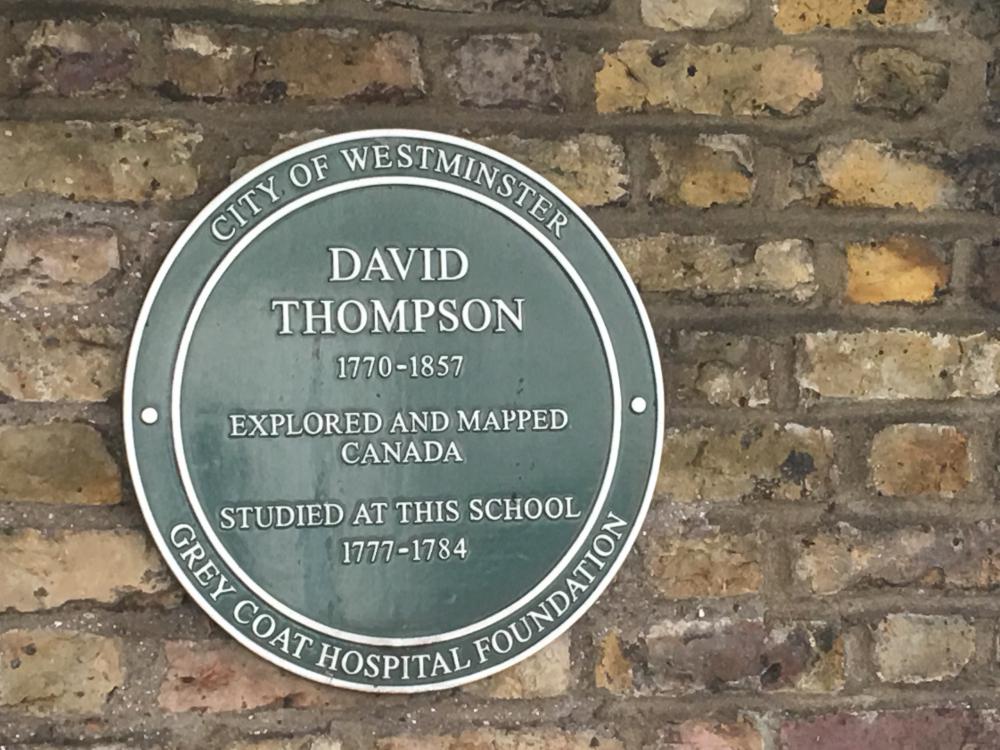 CITY OF WESTMINSTER
DAVID
THOMPSON
1770-1857
EXPLORED AND MAPPED
CANADA
STUDIED AT THIS SCHOOL
1777-1784
GREY COAT HOSPITAL FOUNDATION